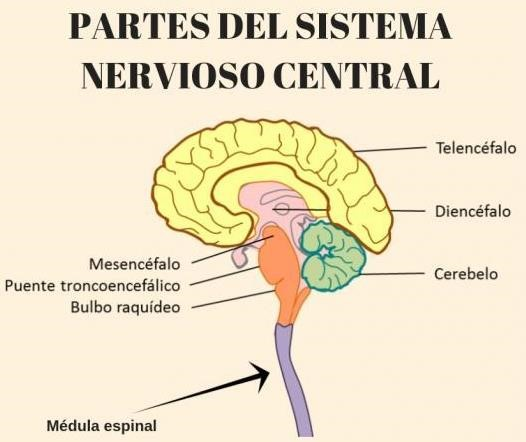 PARTES DEL SISTEMA
NERVIOSO CENTRAL
Telencéfalo
Diencéfalo
Cerebelo
Mesencéfalo
Puente troncoencefálico
Bulbo raquídeo
Médula espinal